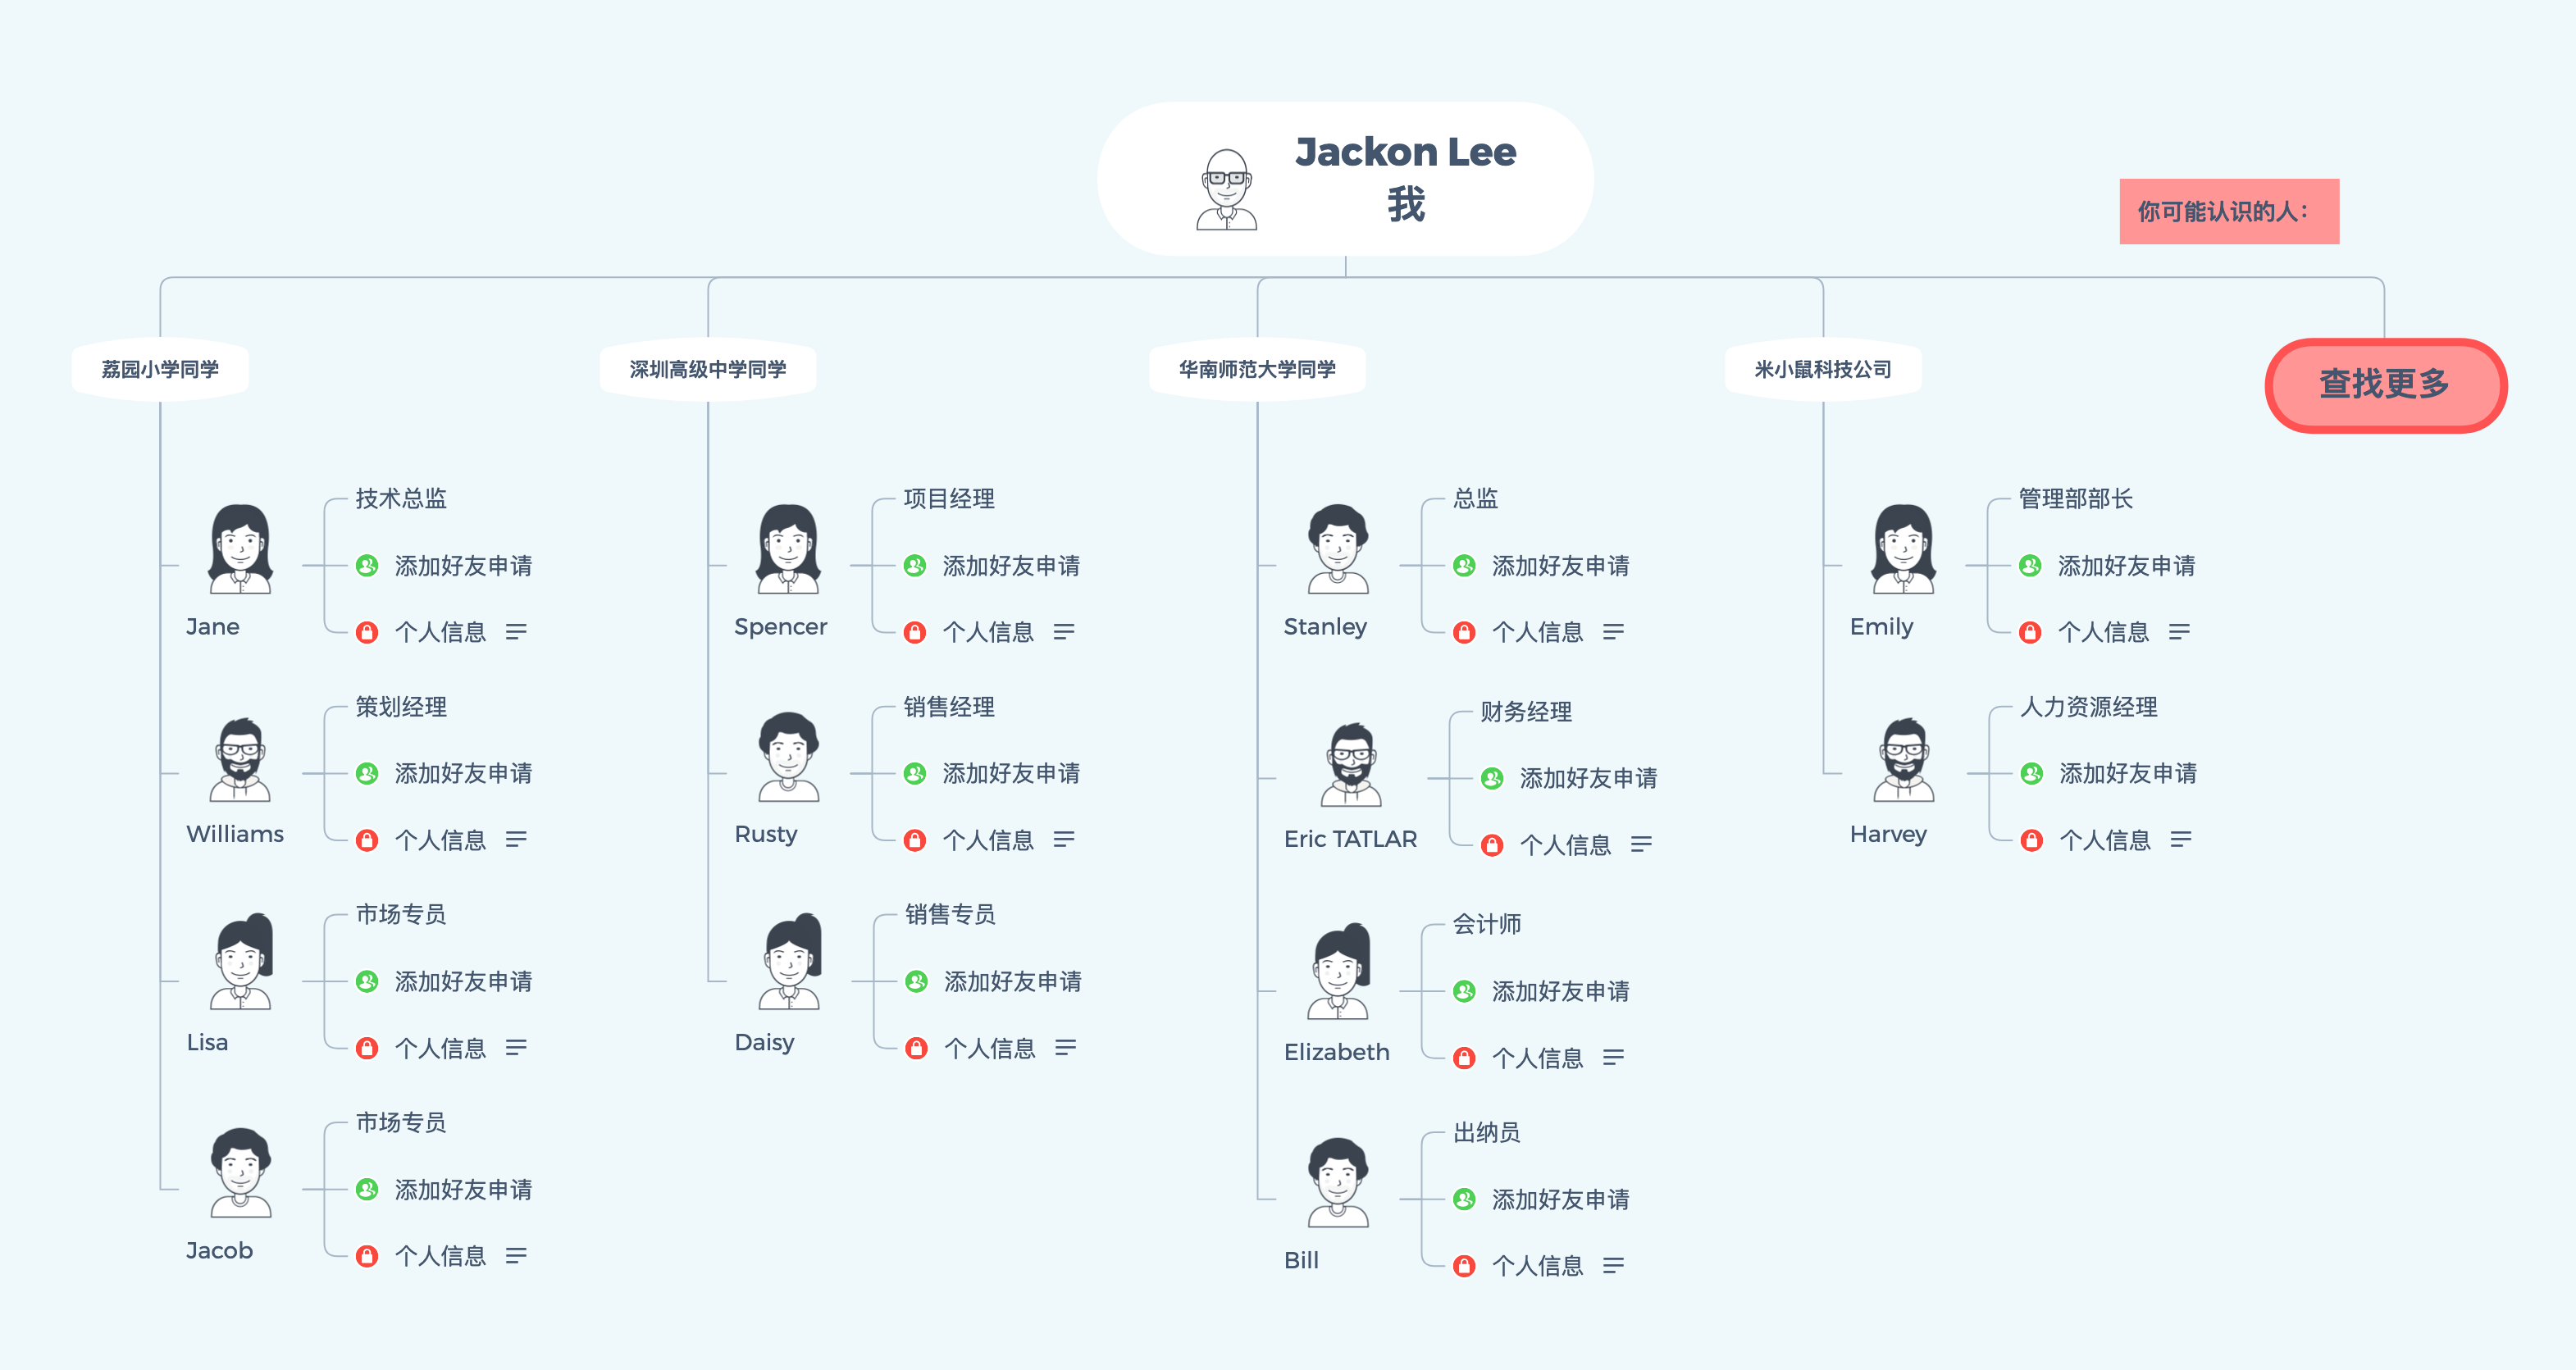 Jackon Lee
我
你可能认识的人：
荔园小学同学
技术总监
添加好友申请
个人信息
Jane
策划经理
添加好友申请
个人信息
Williams
市场专员
添加好友申请
个人信息
Lisa
市场专员
添加好友申请
个人信息
Jacob
深圳高级中学同学
项目经理
添加好友申请
个人信息
Spencer
销售经理
添加好友申请
个人信息
Rusty
销售专员
添加好友申请
个人信息
Daisy
华南师范大学同学
总监
添加好友申请
个人信息
Stanley
财务经理
添加好友申请
个人信息
Eric TATLAR
会计师
添加好友申请
个人信息
Elizabeth
出纳员
添加好友申请
个人信息
Bill
米小鼠科技公司
管理部部长
添加好友申请
个人信息
Emily
人力资源经理
添加好友申请
个人信息
Harvey
查找更多